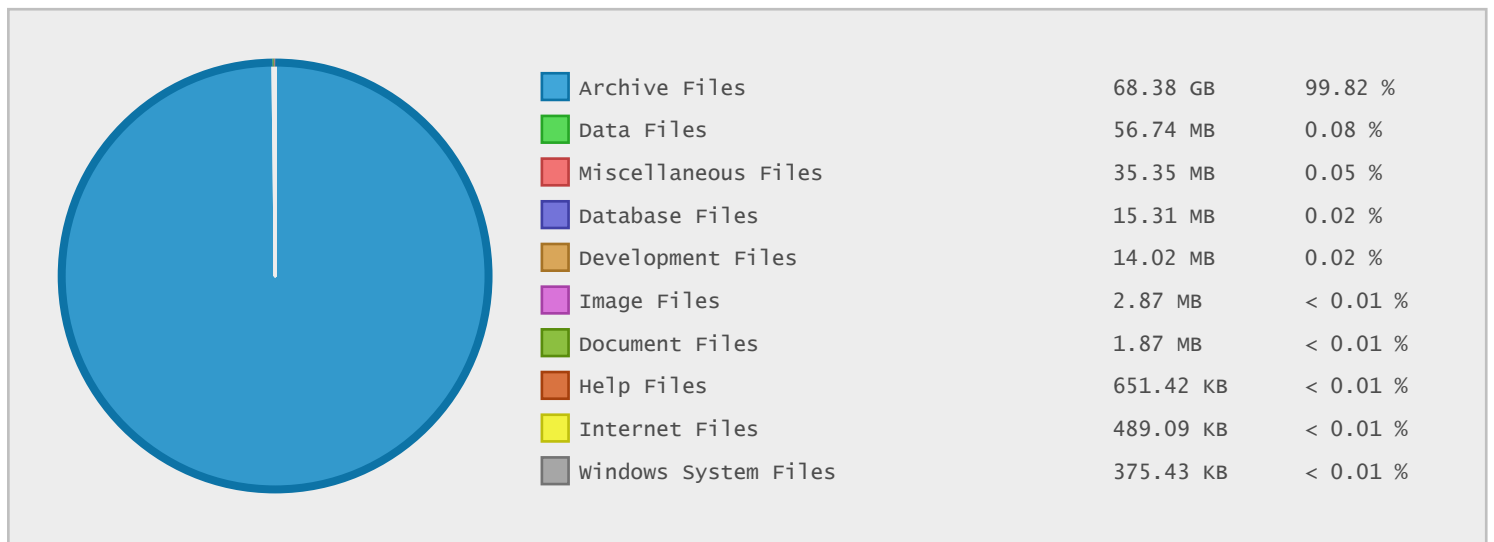 Archive Files 68.38 GB 99.82 %
Data Files 56.74 MB 0.08 %
Miscellaneous Files 35.35 MB 0.05 %
Database Files 15.31 MB 0.02 %
Development Files 14.02 MB 0.02 %
Image Files 2.87 MB < 0.01 %
Document Files 1.87 MB < 0.01 %
Help Files 651.42 KB < 0.01 %
Internet Files 489.09 KB < 0.01 %
Windows System Files 375.43 KB < 0.01 %